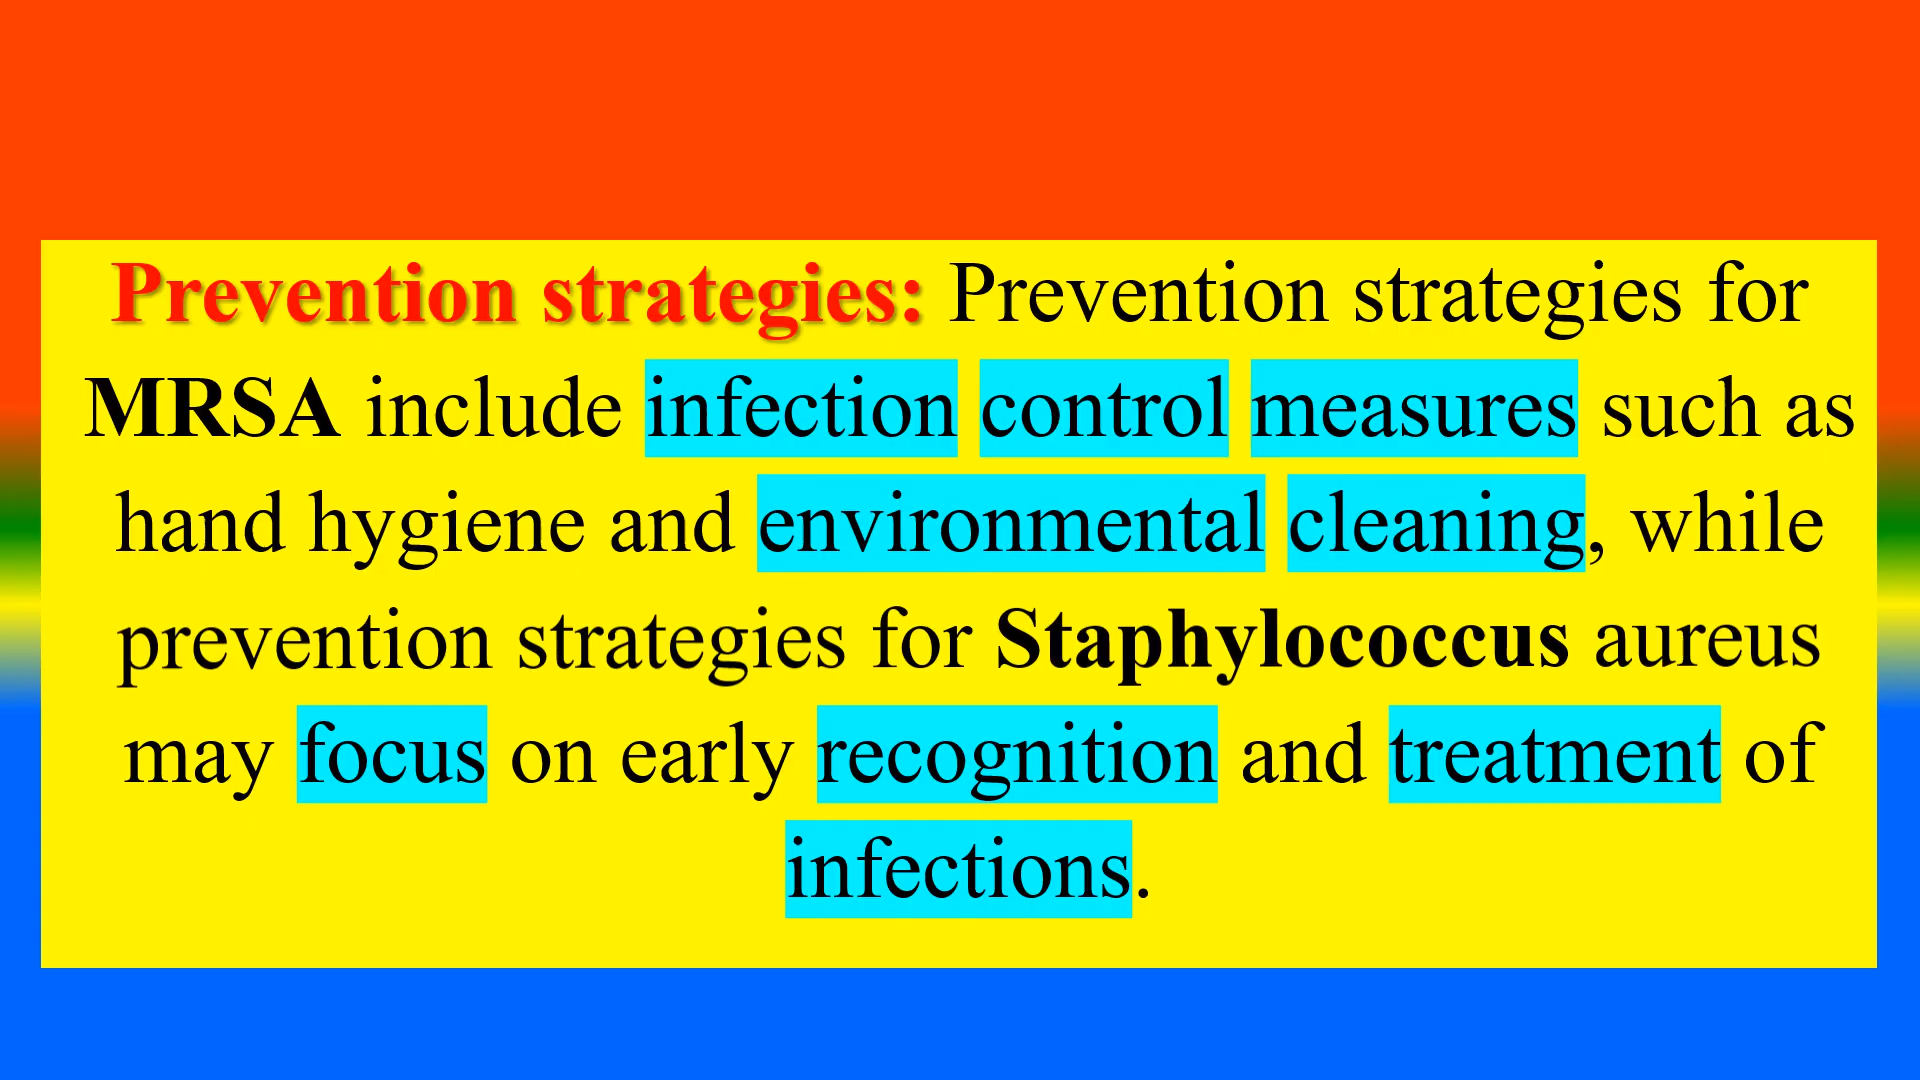 Prevention strategies: Prevention strategies for
MRSA include infection control measures such as
hand hygiene and environmental cleaning, while
prevention strategies for Staphylococcus aureus
may focus on early recognition and treatment of
infections.